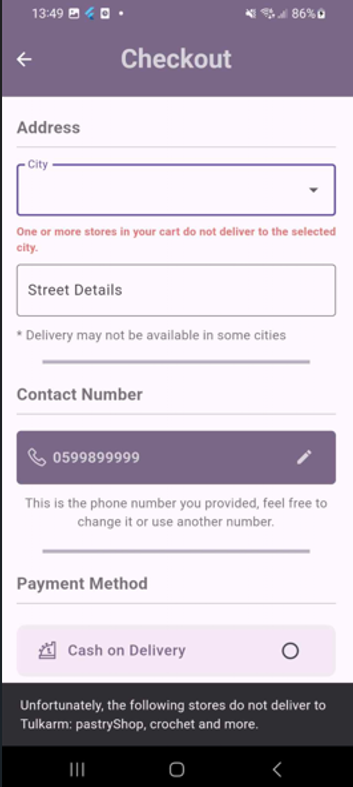 13:49 86%
Checkout
Address
City
One or more stores in your cart do not deliver to the selected
city.
Street Details
* Delivery may not be available in some cities
Contact Number
0599899999
This is the phone number you provided, feel free to
change it or use another number.
Payment Method
Cash on Delivery
Unfortunately, the following stores do not deliver to
Tulkarm: pastryShop, crochet and more.